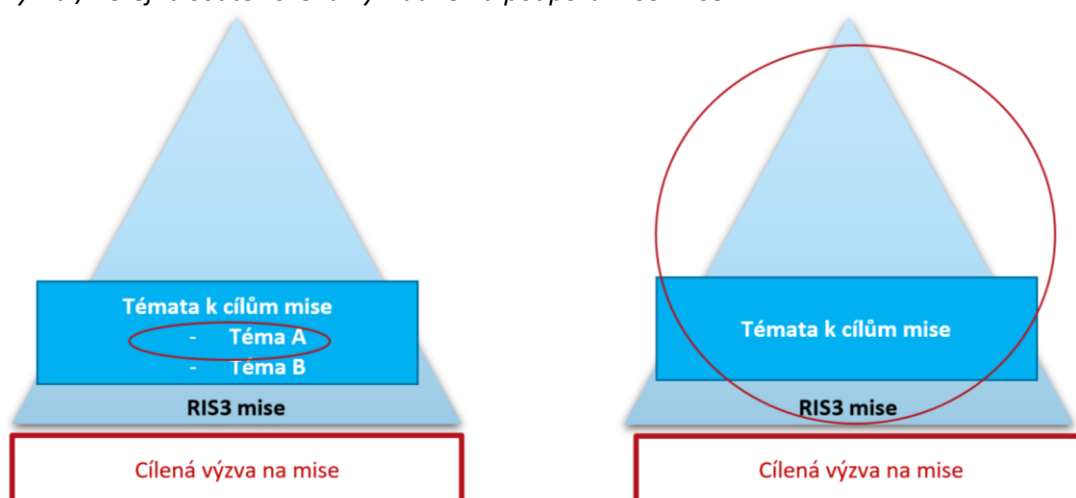 Témata k cílům mise
- Téma A
- Téma B
RIS3 mise
Cílená výzva na mise
Témata k cílům mise
RIS3 mise
Cílená výzva na mise